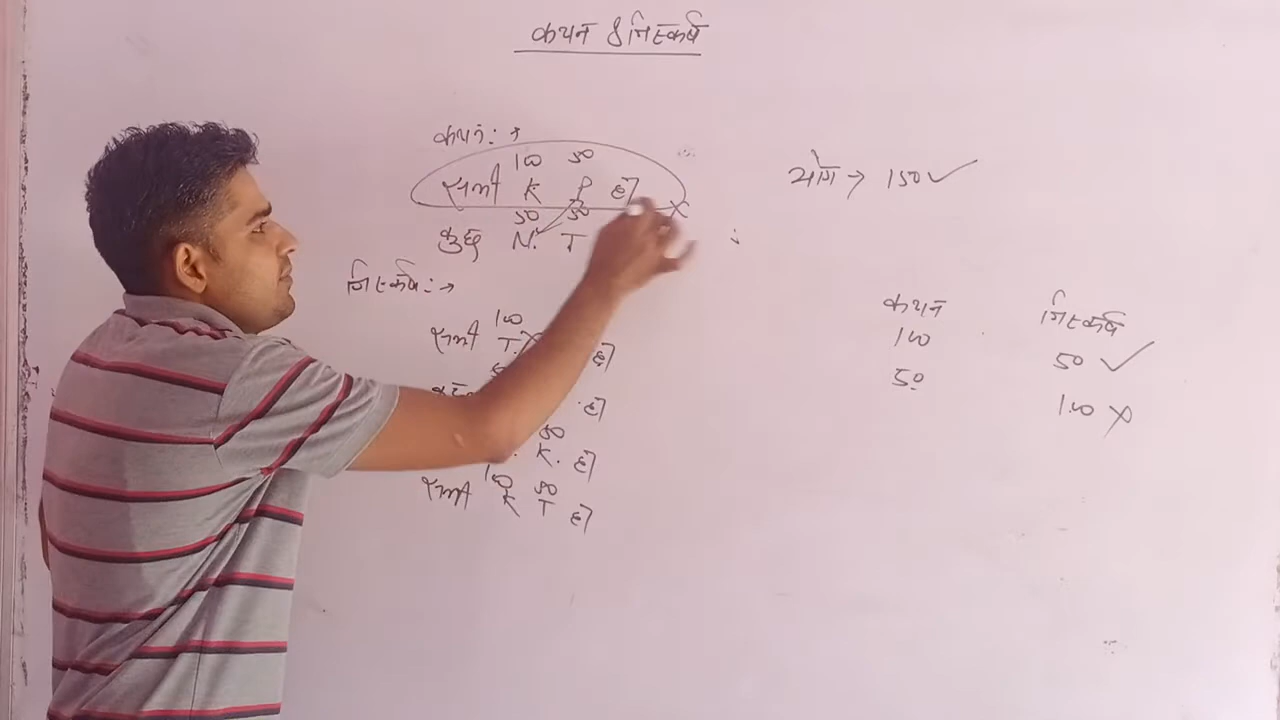 कथन & निष्कर्ष
कथन : →
100 50
सभी K P है
50 50
कुछ N. T
योग → 150 ✓
निष्कर्ष : →
100
सभी T. है
है
50
K. है
100 50
सभी K T है
कथन निष्कर्ष
100 50 ✓
50 100 ✗